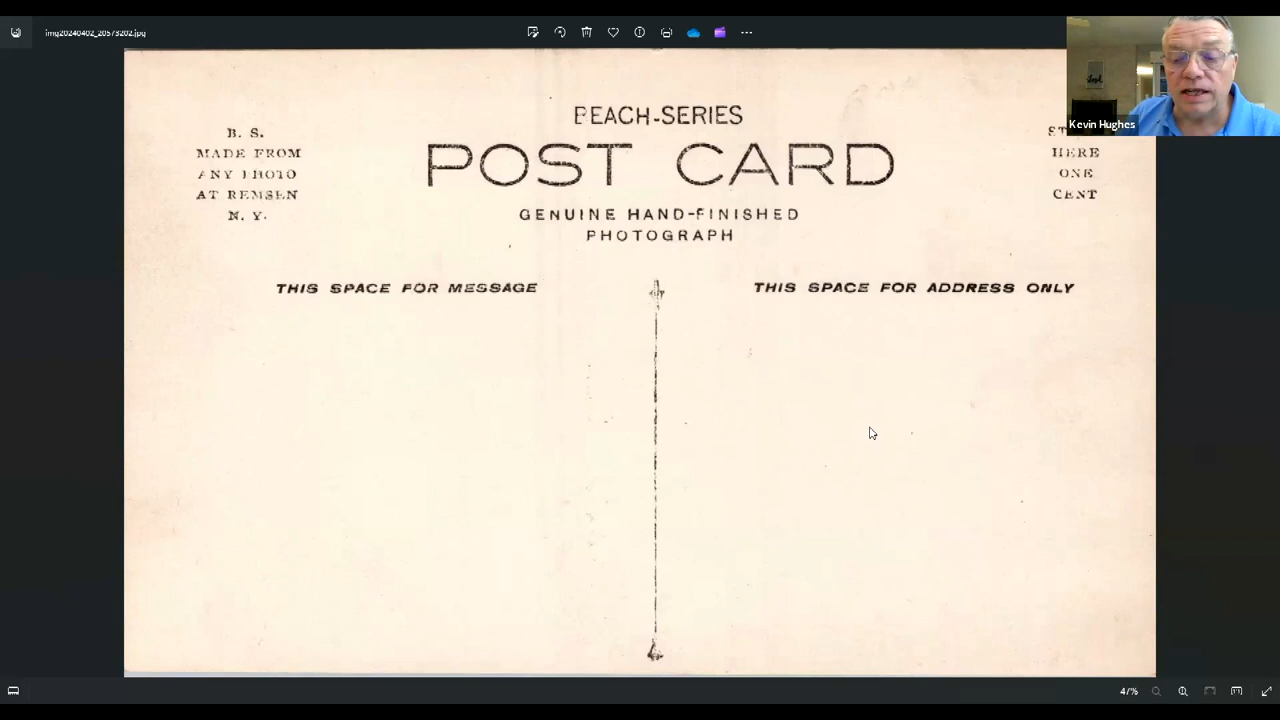 img20240402_20573202.jpg
Kevin Hughes
BEACH-SERIES
POST CARD
GENUINE HAND-FINISHED
PHOTOGRAPH
B. S.
MADE FROM
ANY PHOTO
AT REMSEN
N. Y.
HERE
ONE
CENT
THIS SPACE FOR MESSAGE
THIS SPACE FOR ADDRESS ONLY
47%